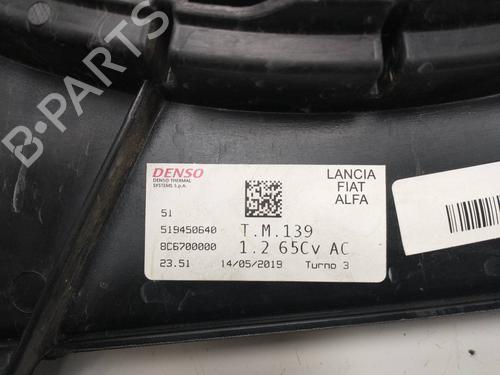 B-PARTS
DENSO
DENSO THERMAL
SYSTEMS S.p.A.
LANCIA
FIAT
ALFA
51
519450640 T.M.139
8C6700000 1.2 65Cv AC
23.51 14/05/2019 Turno 3